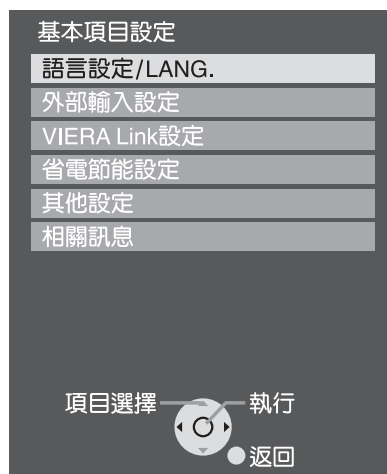 基本項目設定
語言設定/LANG.
外部輸入設定
VIERA Link設定
省電節能設定
其他設定
相關訊息
項目選擇
執行
返回